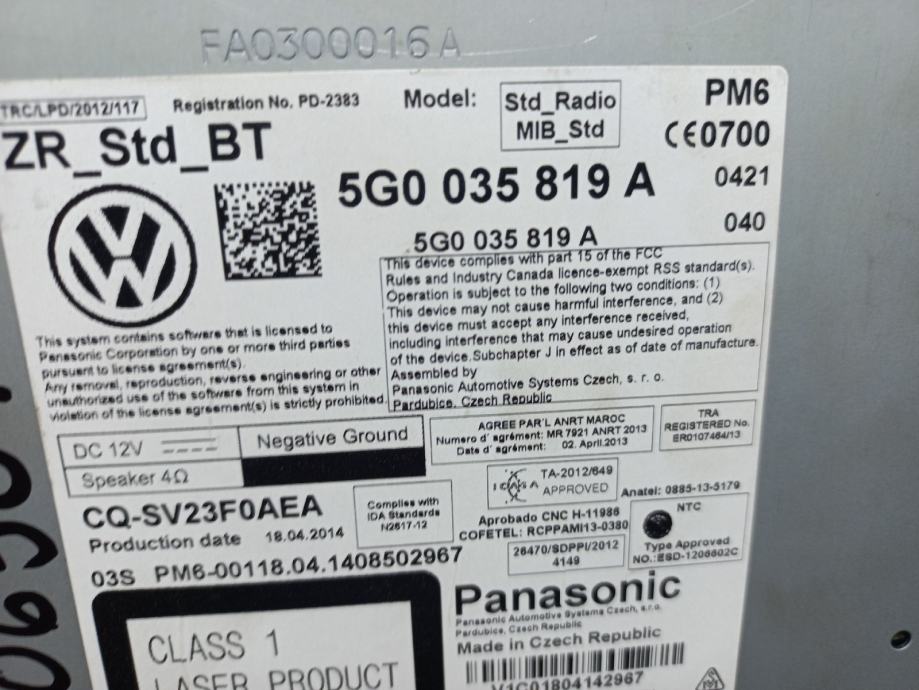 FA0300016A
TRC/LPD/2012/117
Registration No. PD-2383
Model:
Std_Radio
MIB_Std
PM6
CE0700
ZR_Std_BT
5G0 035 819 A
0421
040
5G0 035 819 A
This device complies with part 15 of the FCC
Rules and Industry Canada licence-exempt RSS standard(s).
Operation is subject to the following two conditions: (1)
This device may not cause harmful interference, and (2)
this device must accept any interference received,
including interference that may cause undesired operation
of the device.Subchapter J in effect as of date of manufacture.
Assembled by
Panasonic Automotive Systems Czech, s. r. o.
Pardubice, Czech Republic
This system contains software that is licensed to
Panasonic Corporation by one or more third parties
pursuant to license agreement(s).
Any removal, reproduction, reverse engineering or other
unauthorized use of the software from this system in
violation of the license agreement(s) is strictly prohibited.
DC 12V
Negative Ground
Speaker 4Ω
AGREE PAR'L ANRT MAROC
Numero d' agrément: MR 7921 ANRT 2013
Date d' agrément: 02. April.2013
TRA
REGISTERED No.
ER0107464/13
ICASA
TA-2012/649
APPROVED
Anatel: 0885-13-5179
CQ-SV23F0AEA
Production date 18.04.2014
Complies with
IDA Standards
N2617-12
Aprobado CNC H-11986
COFETEL: RCPPAMI13-0380
26470/SDPPI/2012
4149
NTC
Type Approved
NO.:ESD-1206602C
03S PM6-00118.04.1408502967
Panasonic
Panasonic Automotive Systems Czech, s.r.o.
Pardubice, Czech Republic
Made in Czech Republic
CLASS 1
LASER PRODUCT
V1C01804142967